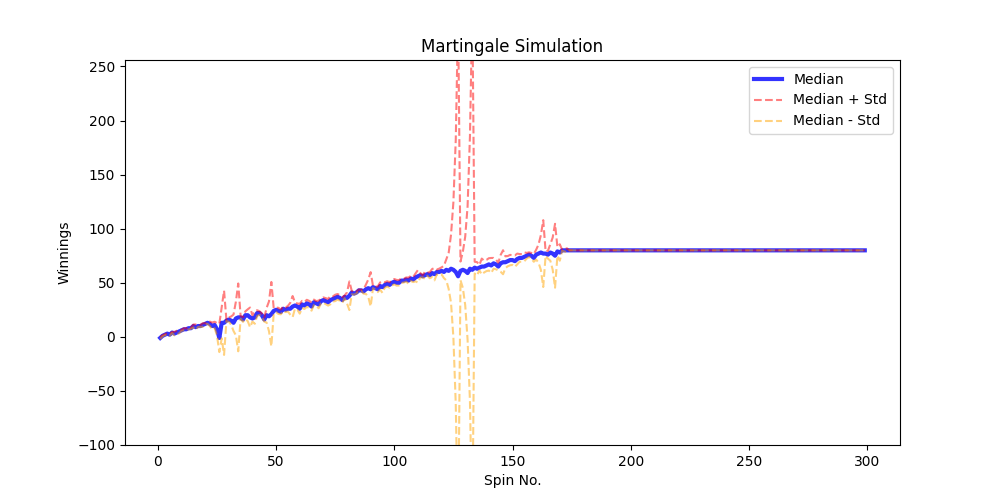 Martingale Simulation
250
200
150
100
50
0
−50
−100
Winnings
0 50 100 150 200 250 300
Spin No.
Median
Median + Std
Median - Std